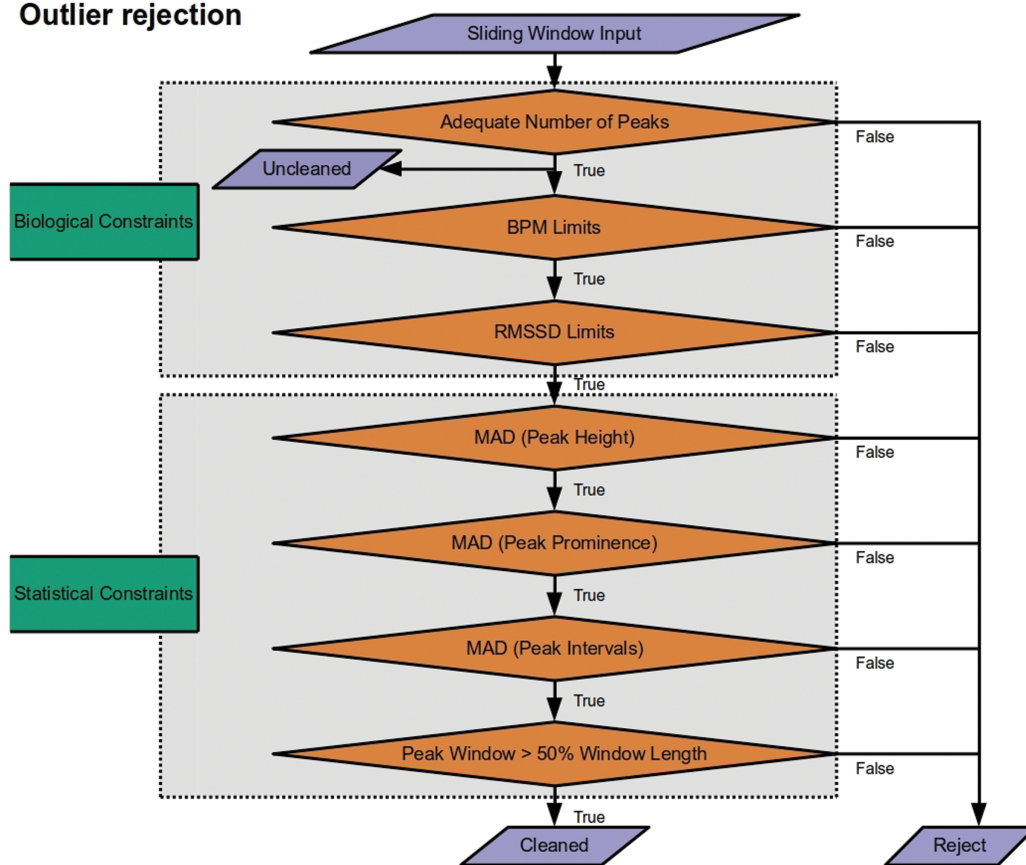 Outlier rejection
Sliding Window Input
Adequate Number of Peaks
False
Uncleaned
True
Biological Constraints
BPM Limits
False
True
RMSSD Limits
False
True
MAD (Peak Height)
False
True
MAD (Peak Prominence)
False
Statistical Constraints
True
MAD (Peak Intervals)
False
True
Peak Window > 50% Window Length
False
True
Cleaned
Reject